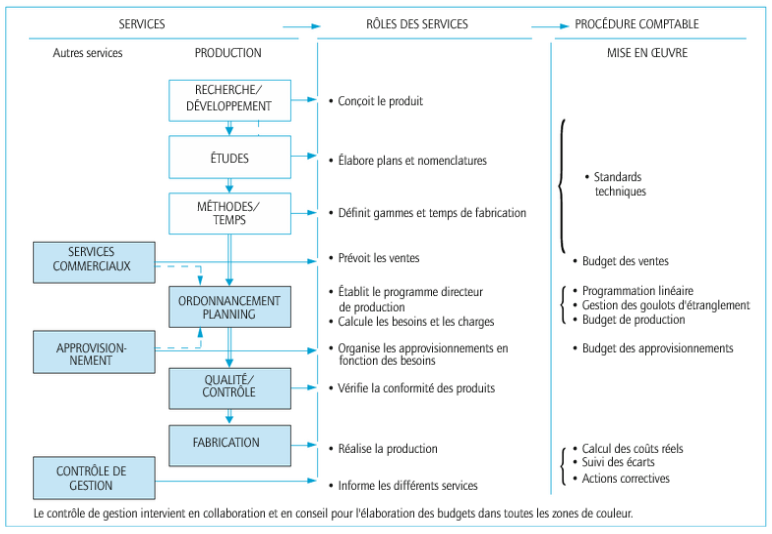 SERVICES
RÔLES DES SERVICES
PROCÉDURE COMPTABLE
Autres services
PRODUCTION
MISE EN ŒUVRE
RECHERCHE/
DÉVELOPPEMENT
• Conçoit le produit
ÉTUDES
• Élabore plans et nomenclatures
• Standards
techniques
MÉTHODES/
TEMPS
• Définit gammes et temps de fabrication
SERVICES
COMMERCIAUX
• Prévoit les ventes
• Budget des ventes
ORDONNANCEMENT
PLANNING
• Établit le programme directeur
de production
• Calcule les besoins et les charges
• Programmation linéaire
• Gestion des goulots d'étranglement
• Budget de production
APPROVISION-
NEMENT
• Organise les approvisionnements en
fonction des besoins
• Budget des approvisionnements
QUALITÉ/
CONTRÔLE
• Vérifie la conformité des produits
FABRICATION
• Réalise la production
• Calcul des coûts réels
• Suivi des écarts
• Actions correctives
CONTRÔLE DE
GESTION
• Informe les différents services
Le contrôle de gestion intervient en collaboration et en conseil pour l'élaboration des budgets dans toutes les zones de couleur.